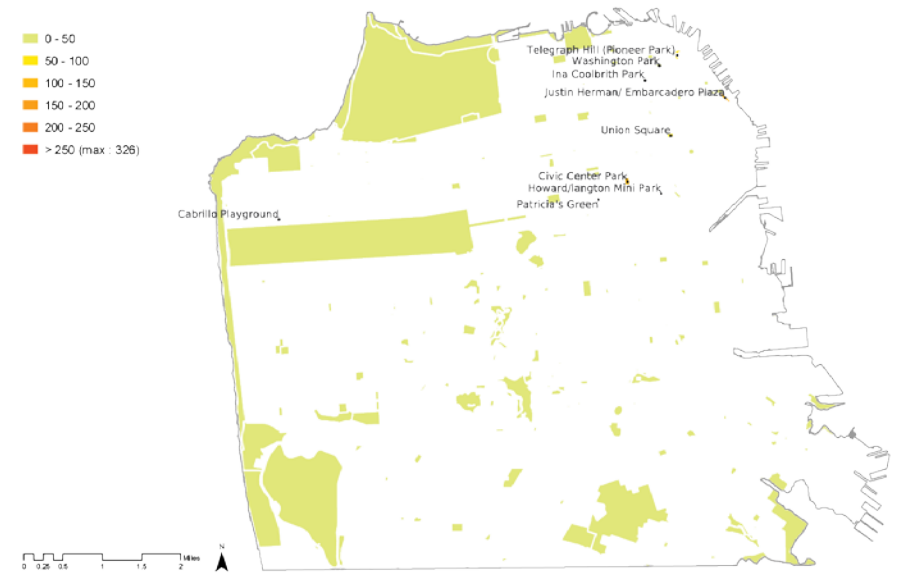 0 - 50
50 - 100
100 - 150
150 - 200
200 - 250
> 250 (max : 326)
Telegraph Hill (Pioneer Park)
Washington Park
Ina Coolbrith Park
Justin Herman/ Embarcadero Plaza
Union Square
Civic Center Park
Howard/langton Mini Park
Patricia's Green
Cabrillo Playground
N
Miles
0 0.25 0.5 1 1.5 2